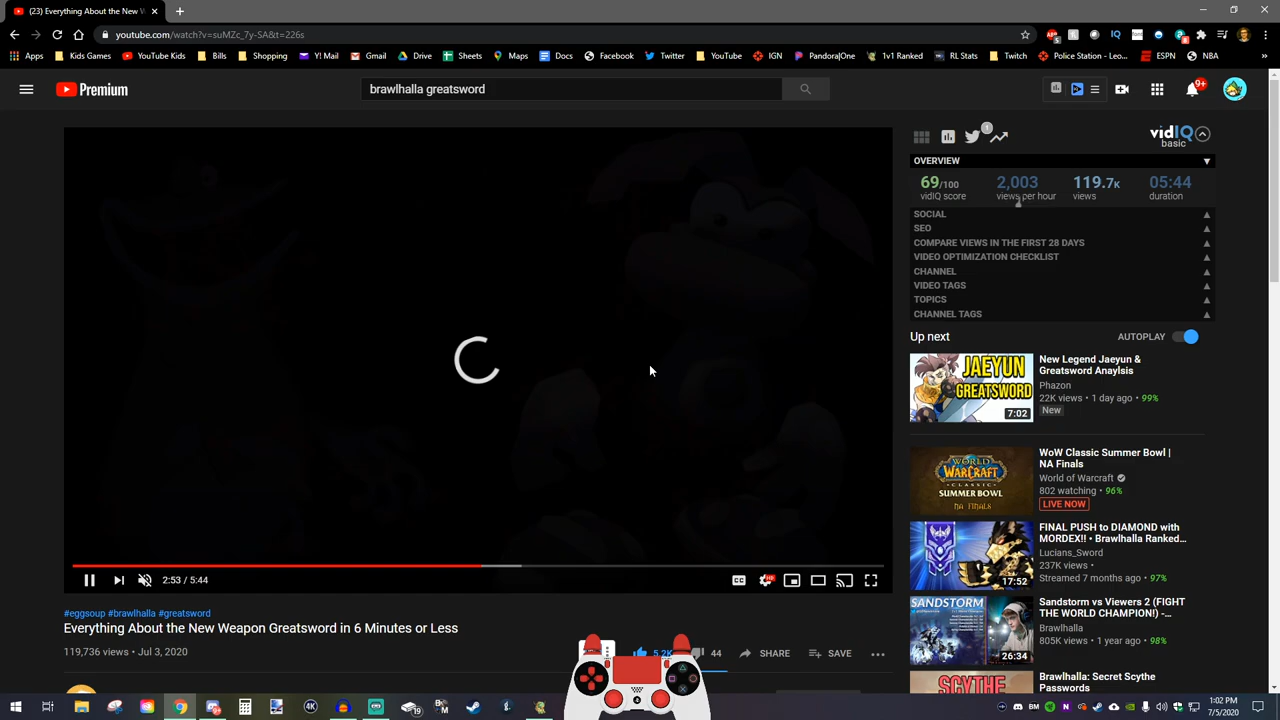 (23) Everything About the New W
youtube.com/watch?v=suMZc_7y-SA&t=226s
Apps Kids Games YouTube Kids Bills Shopping Y! Mail Gmail Drive Sheets Maps Docs Facebook Twitter YouTube IGN Pandora|One 1v1 Ranked RL Stats Twitch Police Station - Leo... ESPN NBA
Premium
brawlhalla greatsword
9+
1
vidIQ
basic
OVERVIEW
69/100 2,003 119.7K 05:44
vidIQ score views per hour views duration
SOCIAL
SEO
COMPARE VIEWS IN THE FIRST 28 DAYS
VIDEO OPTIMIZATION CHECKLIST
CHANNEL
VIDEO TAGS
TOPICS
CHANNEL TAGS
Up next AUTOPLAY
JAEYUN
GREATSWORD
7:02
New Legend Jaeyun &
Greatsword Anaylsis
Phazon
22K views • 1 day ago • 99%
New
WORLD
WARCRAFT
CLASSIC
SUMMER BOWL
NA FINALS
WoW Classic Summer Bowl |
NA Finals
World of Warcraft
802 watching • 96%
LIVE NOW
17:52
FINAL PUSH to DIAMOND with
MORDEX!! • Brawlhalla Ranked...
Lucians_Sword
237K views •
Streamed 7 months ago • 97%
SANDSTORM
26:34
Sandstorm vs Viewers 2 (FIGHT
THE WORLD CHAMPION!) -...
Brawlhalla
805K views • 1 year ago • 98%
SCYTHE
Brawlhalla: Secret Scythe
Passwords
2:53 / 5:44
CC
HD
#eggsoup #brawlhalla #greatsword
Everything About the New Weapon Greatsword in 6 Minutes or less
119,736 views • Jul 3, 2020
5.2K 44 SHARE SAVE
1:02 PM
7/5/2020